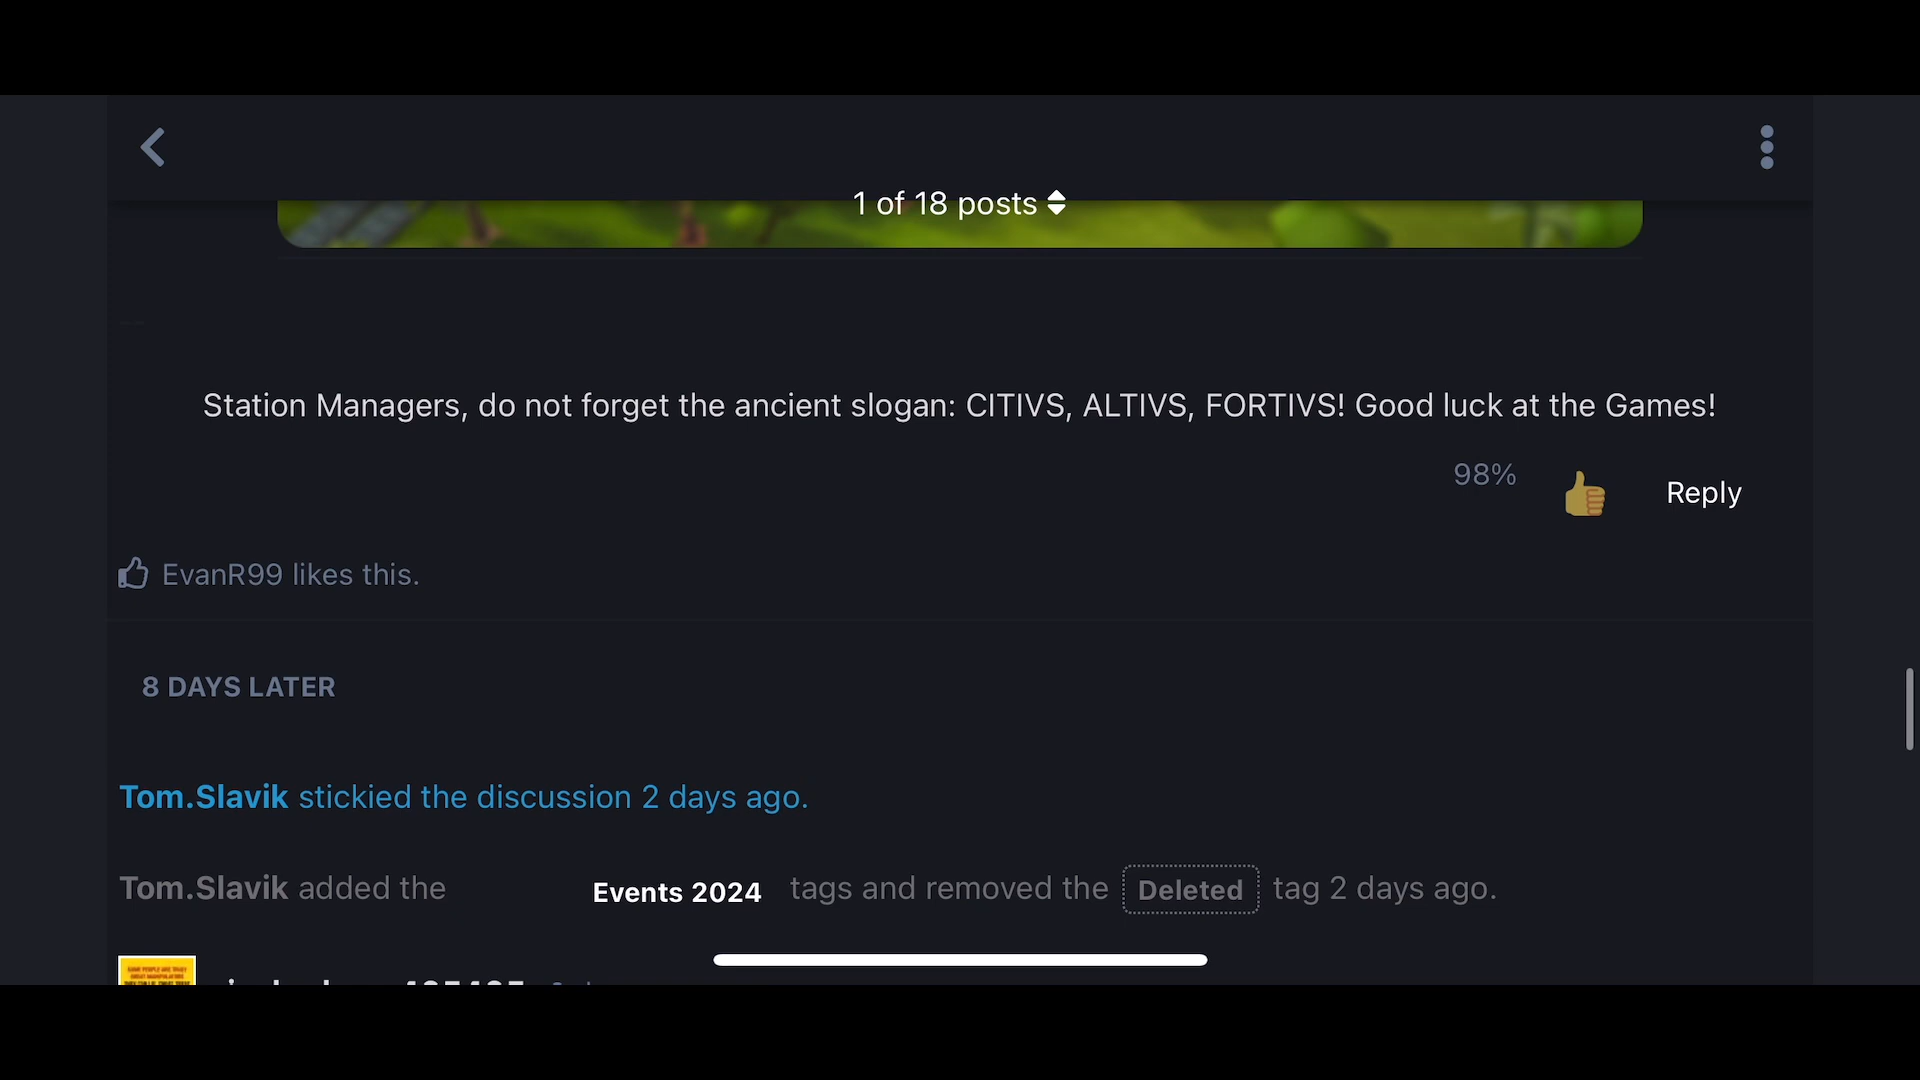 1 of 18 posts
Station Managers, do not forget the ancient slogan: CITIVS, ALTIVS, FORTIVS! Good luck at the Games!
98%
Reply
EvanR99 likes this.
8 DAYS LATER
Tom.Slavik stickied the discussion 2 days ago.
Tom.Slavik added the Events 2024 tags and removed the Deleted tag 2 days ago.